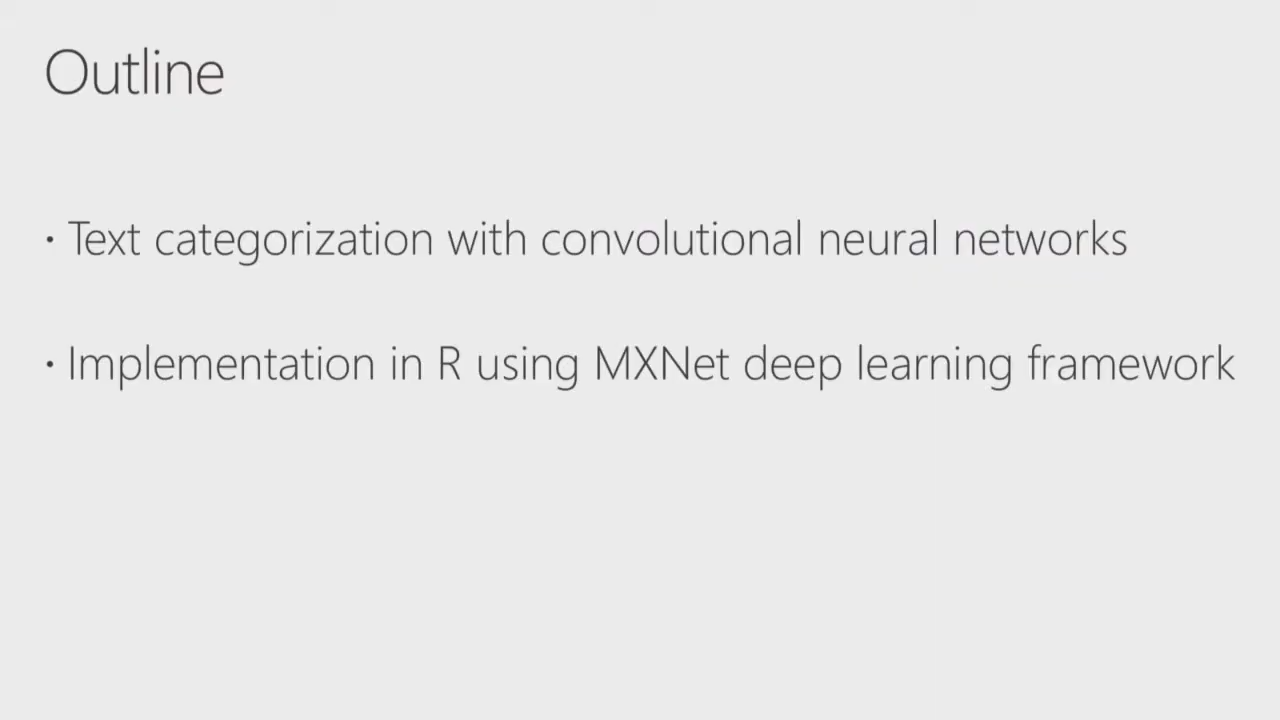 Outline
· Text categorization with convolutional neural networks
· Implementation in R using MXNet deep learning framework